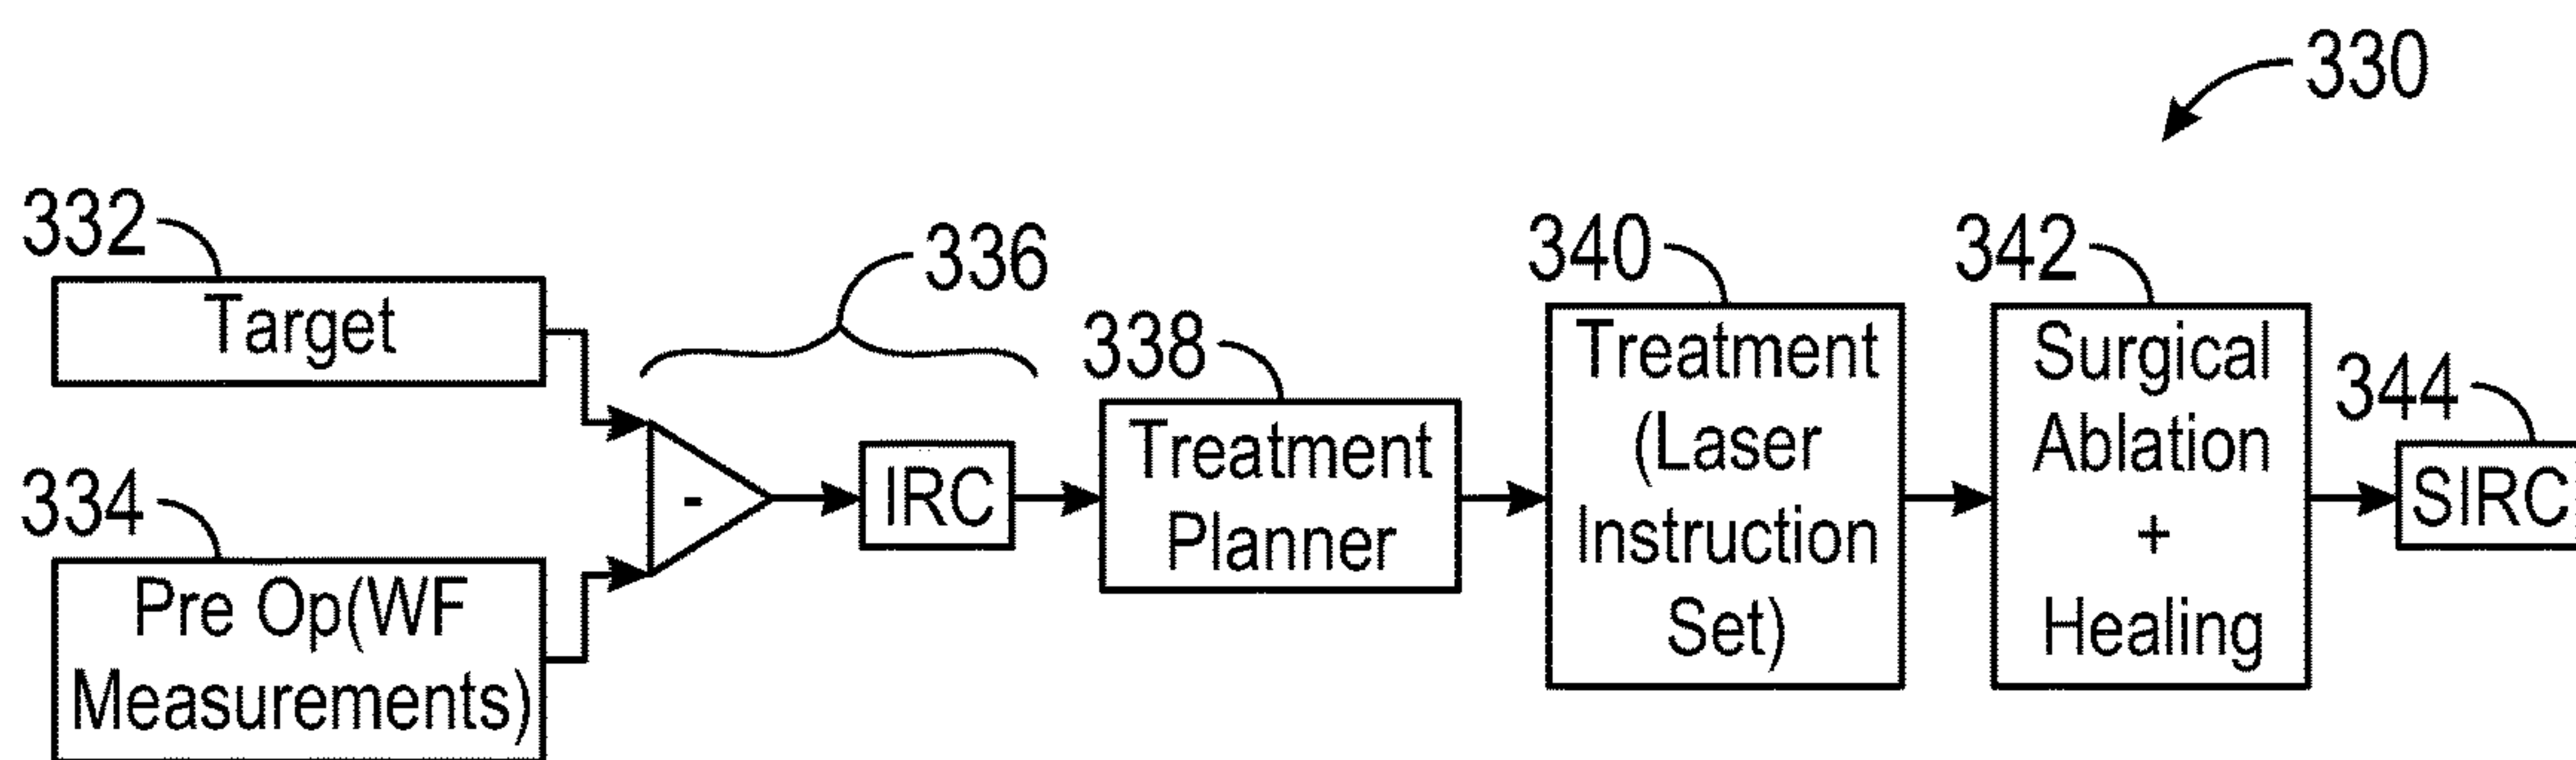 330
332
Target
334
Pre Op(WF
Measurements)
336
-
IRC
338
Treatment
Planner
340
Treatment
(Laser
Instruction
Set)
342
Surgical
Ablation
+
Healing
344
SIRC